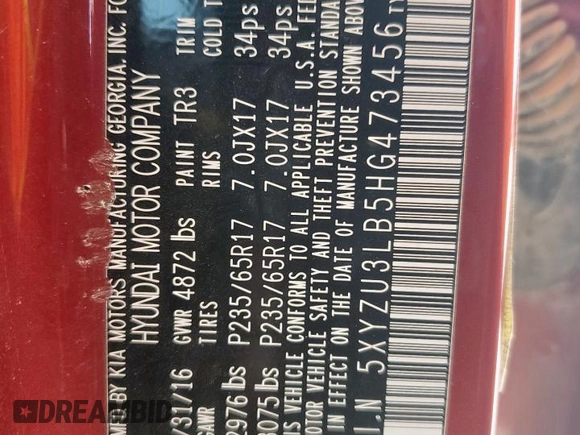 BY KIA MOTORS MANUFACTURING GEORGIA, INC. FO
HYUNDAI MOTOR COMPANY
/31/16 GVWR 4872 lbs PAINT TR3 TRIM
GAWR TIRES RIMS COLD T
2976 lbs P235/65R17 7.0JX17 34ps
3075 lbs P235/65R17 7.0JX17 34ps
IS VEHICLE CONFORMS TO ALL APPLICABLE U.S.A. FE
OTOR VEHICLE SAFETY AND THEFT PREVENTION STANDA
IN EFFECT ON THE DATE OF MANUFACTURE SHOWN ABOV
I.N 5XYZU3LB5HG473456
DREAMBID